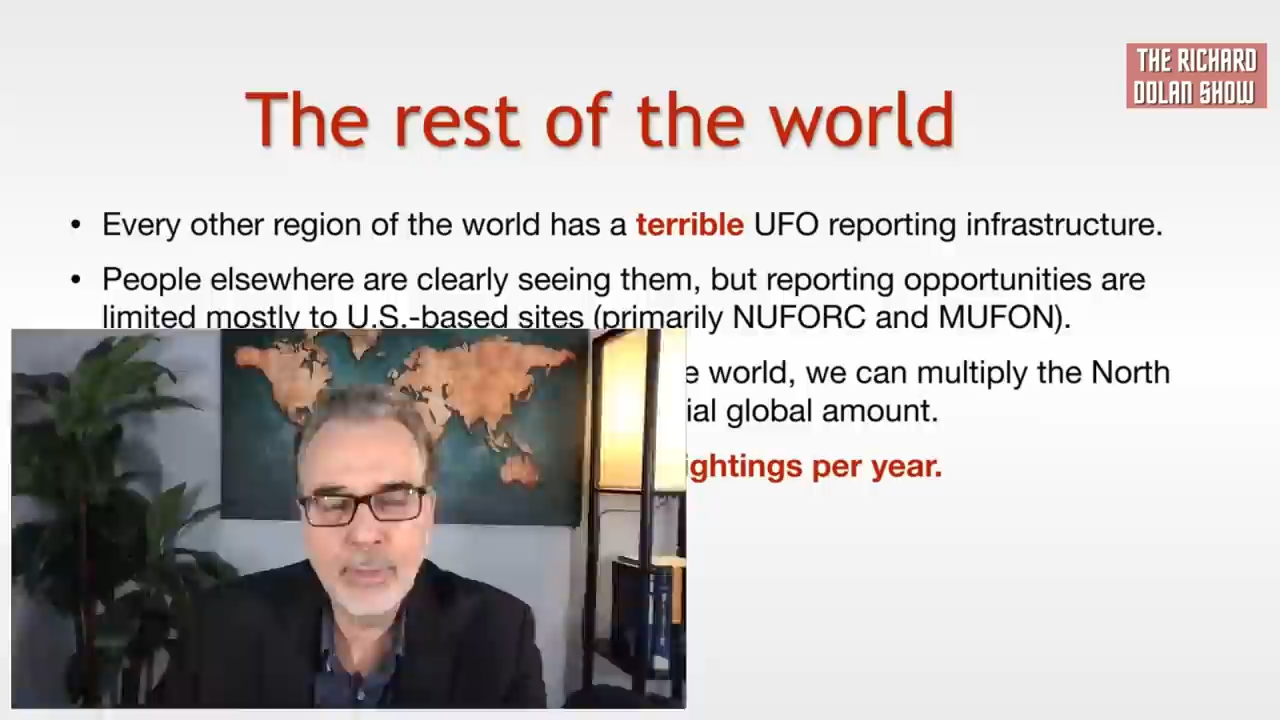 THE RICHARD
DOLAN SHOW
The rest of the world
• Every other region of the world has a terrible UFO reporting infrastructure.
• People elsewhere are clearly seeing them, but reporting opportunities are
limited mostly to U.S.-based sites (primarily NUFORC and MUFON).
world, we can multiply the North
global amount.
per year.